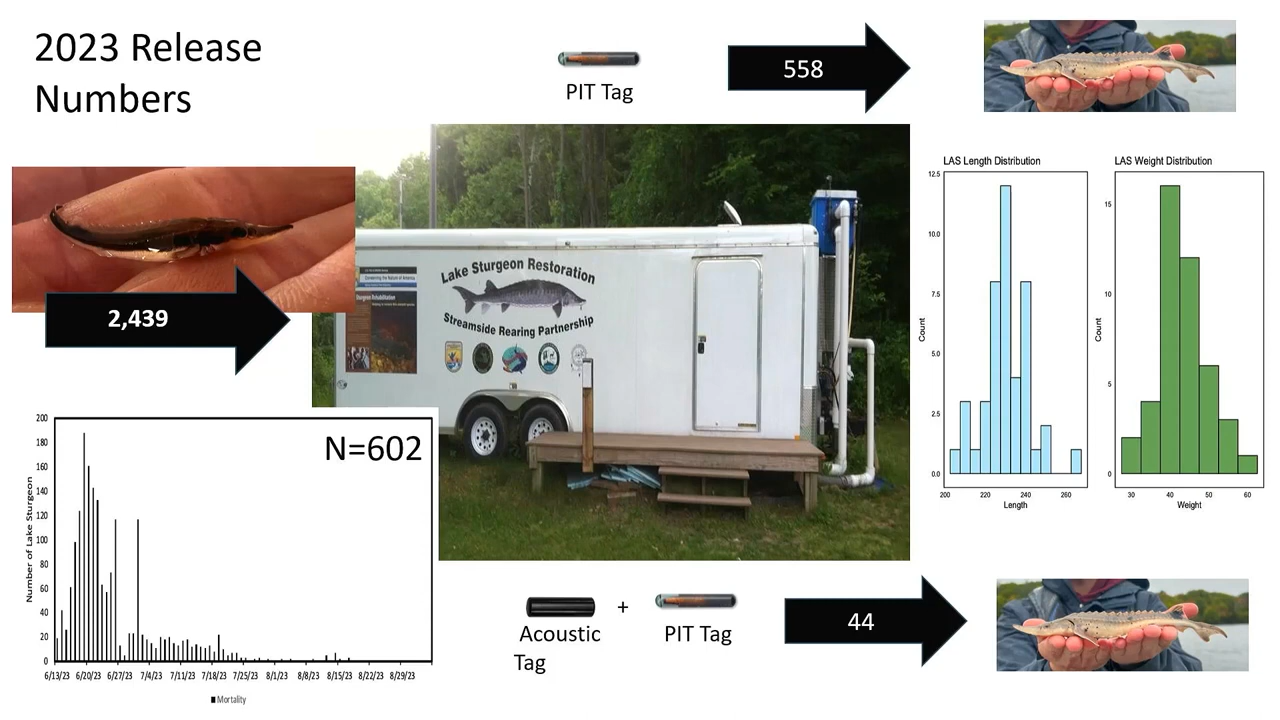 2023 Release
Numbers
PIT Tag
558
2,439
Lake Sturgeon Restoration
Streamside Rearing Partnership
Conserving the Nature of America
Sturgeon Rehabilitation
LAS Length Distribution
12.5
10.0
7.5
5.0
2.5
0.0
Count
200
220
240
260
Length
LAS Weight Distribution
15
10
5
0
Count
30
40
50
60
Weight
N=602
Number of Lake Sturgeon
200
180
160
140
120
100
80
60
40
20
0
6/13/23
6/20/23
6/27/23
7/4/23
7/11/23
7/18/23
7/25/23
8/1/23
8/8/23
8/15/23
8/22/23
8/29/23
Mortality
Acoustic
Tag
+
PIT Tag
44